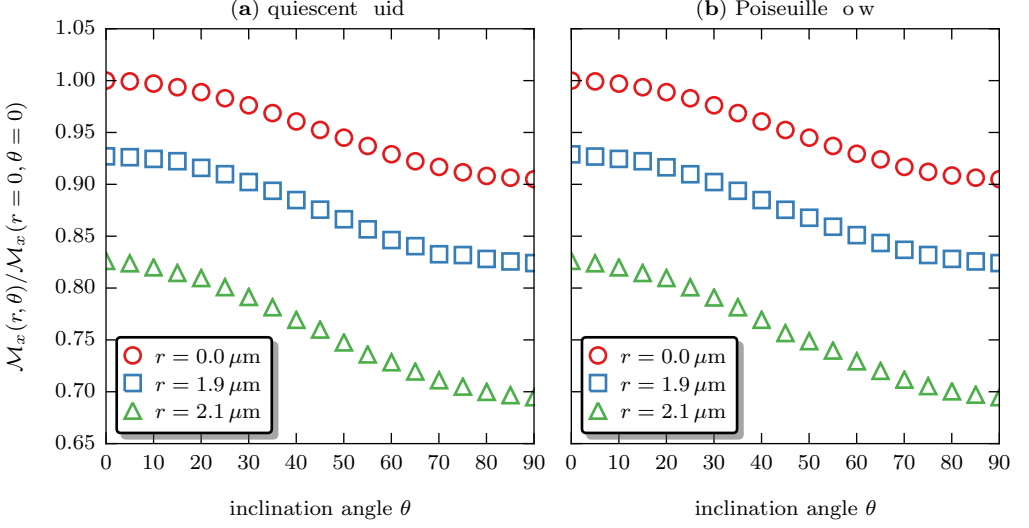 (a) quiescent uid
(b) Poiseuille o w
1.05
1.00
0.95
0.90
0.85
0.80
0.75
0.70
0.65
ℳx(r, θ)/ℳx(r = 0, θ = 0)
r = 0.0 μm
r = 1.9 μm
r = 2.1 μm
r = 0.0 μm
r = 1.9 μm
r = 2.1 μm
0 10 20 30 40 50 60 70 80 90
0 10 20 30 40 50 60 70 80 90
inclination angle θ
inclination angle θ